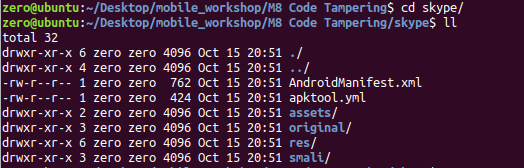 zero@ubuntu:~/Desktop/mobile_workshop/M8 Code Tampering$ cd skype/
zero@ubuntu:~/Desktop/mobile_workshop/M8 Code Tampering/skype$ ll
total 32
drwxr-xr-x 6 zero zero 4096 Oct 15 20:51 ./
drwxr-xr-x 4 zero zero 4096 Oct 15 20:51 ../
-rw-r--r-- 1 zero zero  762 Oct 15 20:51 AndroidManifest.xml
-rw-r--r-- 1 zero zero  424 Oct 15 20:51 apktool.yml
drwxr-xr-x 2 zero zero 4096 Oct 15 20:51 assets/
drwxr-xr-x 3 zero zero 4096 Oct 15 20:51 original/
drwxr-xr-x 6 zero zero 4096 Oct 15 20:51 res/
drwxr-xr-x 3 zero zero 4096 Oct 15 20:51 smali/